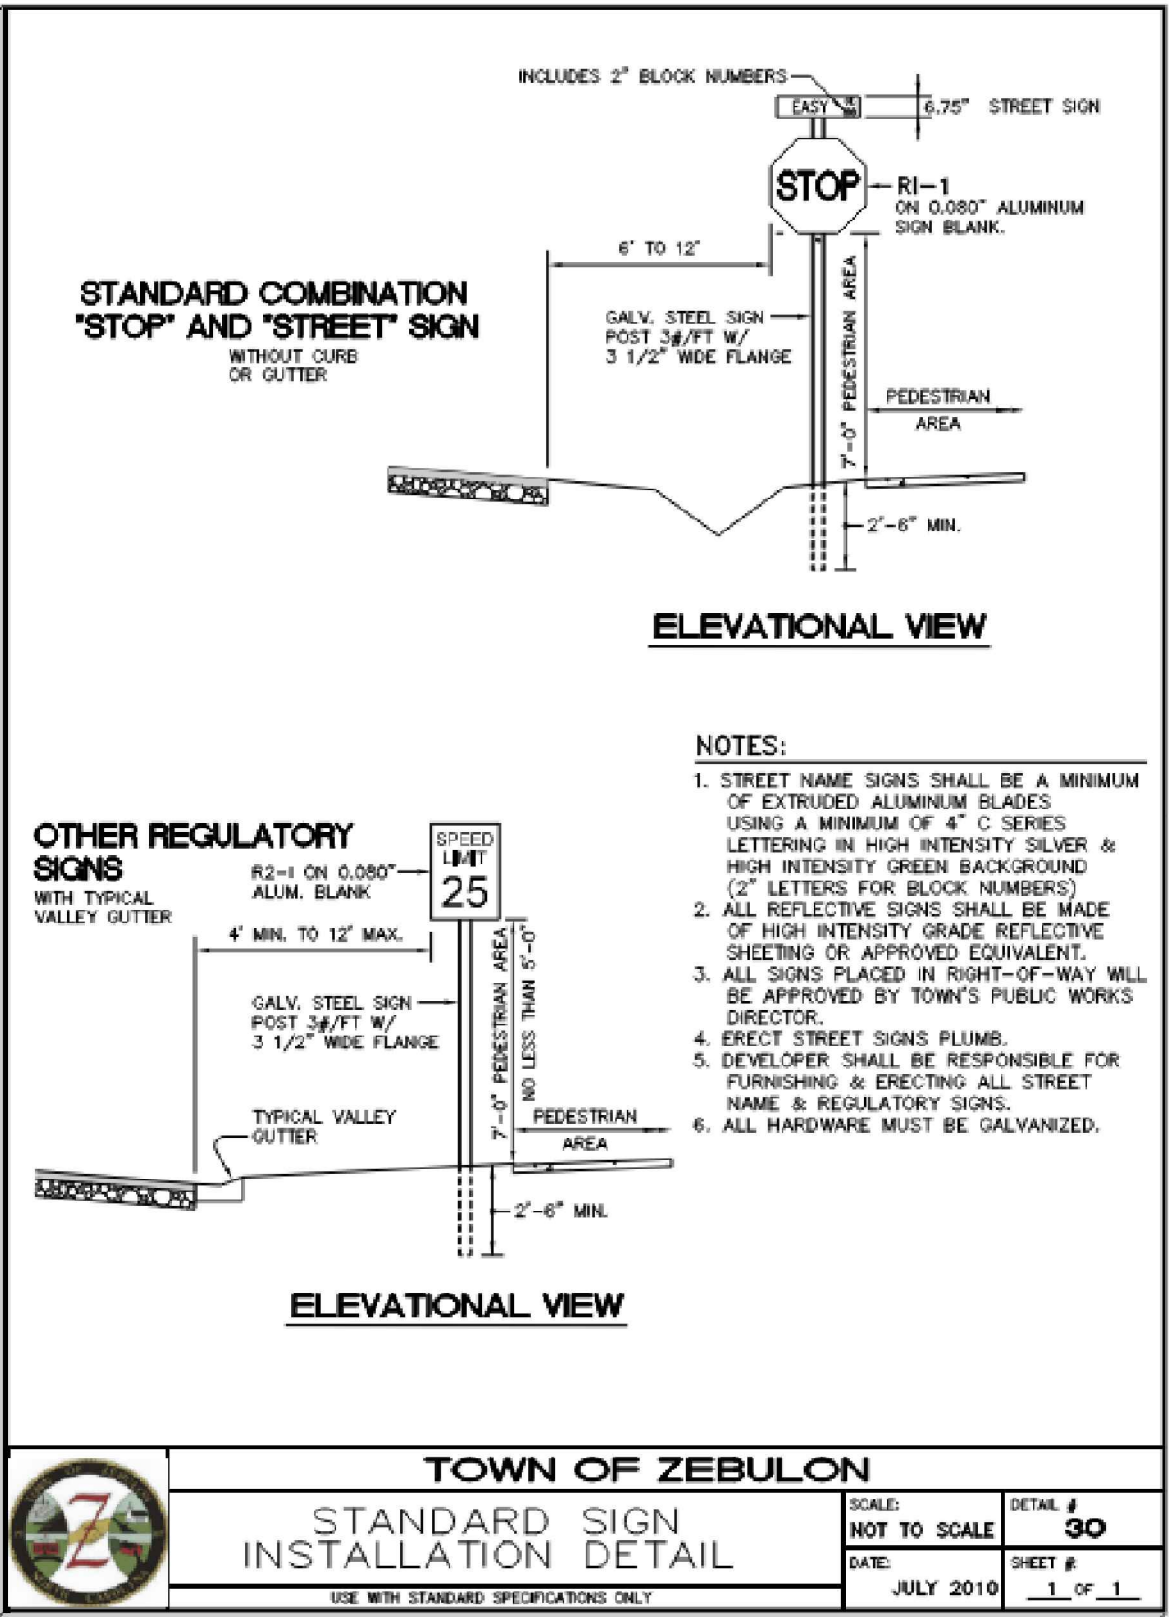 INCLUDES 2" BLOCK NUMBERS
EASY
6.75" STREET SIGN
STOP
RI-1
ON 0.080" ALUMINUM
SIGN BLANK.
6' TO 12'
STANDARD COMBINATION
"STOP" AND "STREET" SIGN
WITHOUT CURB
OR GUTTER
GALV. STEEL SIGN
POST 3#/FT W/
3 1/2" WIDE FLANGE
7'-0" PEDESTRIAN AREA
PEDESTRIAN
AREA
2'-6" MIN.
ELEVATIONAL VIEW
OTHER REGULATORY
SIGNS
WITH TYPICAL
VALLEY GUTTER
R2-1 ON 0.080"
ALUM. BLANK
SPEED
LIMIT
25
4' MIN. TO 12' MAX.
GALV. STEEL SIGN
POST 3#/FT W/
3 1/2" WIDE FLANGE
7'-0" PEDESTRIAN AREA
NO LESS THAN 5'-0"
TYPICAL VALLEY
GUTTER
PEDESTRIAN
AREA
2'-6" MIN.
ELEVATIONAL VIEW
NOTES:
1. STREET NAME SIGNS SHALL BE A MINIMUM
OF EXTRUDED ALUMINUM BLADES
USING A MINIMUM OF 4" C SERIES
LETTERING IN HIGH INTENSITY SILVER &
HIGH INTENSITY GREEN BACKGROUND
(2" LETTERS FOR BLOCK NUMBERS)
2. ALL REFLECTIVE SIGNS SHALL BE MADE
OF HIGH INTENSITY GRADE REFLECTIVE
SHEETING OR APPROVED EQUIVALENT.
3. ALL SIGNS PLACED IN RIGHT-OF-WAY WILL
BE APPROVED BY TOWN'S PUBLIC WORKS
DIRECTOR.
4. ERECT STREET SIGNS PLUMB.
5. DEVELOPER SHALL BE RESPONSIBLE FOR
FURNISHING & ERECTING ALL STREET
NAME & REGULATORY SIGNS.
6. ALL HARDWARE MUST BE GALVANIZED.
Z
TOWN OF ZEBULON
STANDARD SIGN
INSTALLATION DETAIL
USE WITH STANDARD SPECIFICATIONS ONLY
SCALE:
NOT TO SCALE
DETAIL #
30
DATE:
JULY 2010
SHEET #:
1 OF 1